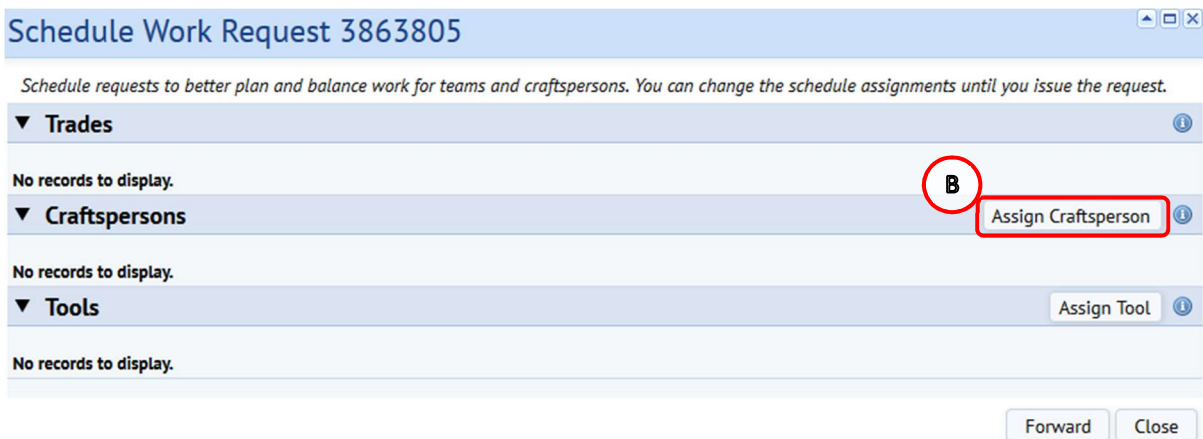 Schedule Work Request 3863805
Schedule requests to better plan and balance work for teams and craftspersons. You can change the schedule assignments until you issue the request.
Trades
No records to display.
B
Craftspersons Assign Craftsperson
No records to display.
Tools Assign Tool
No records to display.
Forward Close